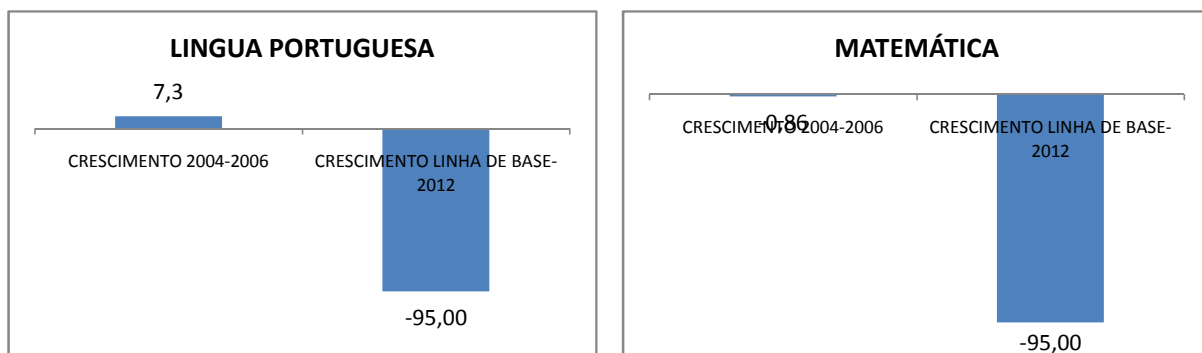 LINGUA PORTUGUESA
7,3
CRESCIMENTO 2004-2006
CRESCIMENTO LINHA DE BASE-
2012
-95,00
MATEMÁTICA
-0,86
CRESCIMENTO 2004-2006
CRESCIMENTO LINHA DE BASE-
2012
-95,00